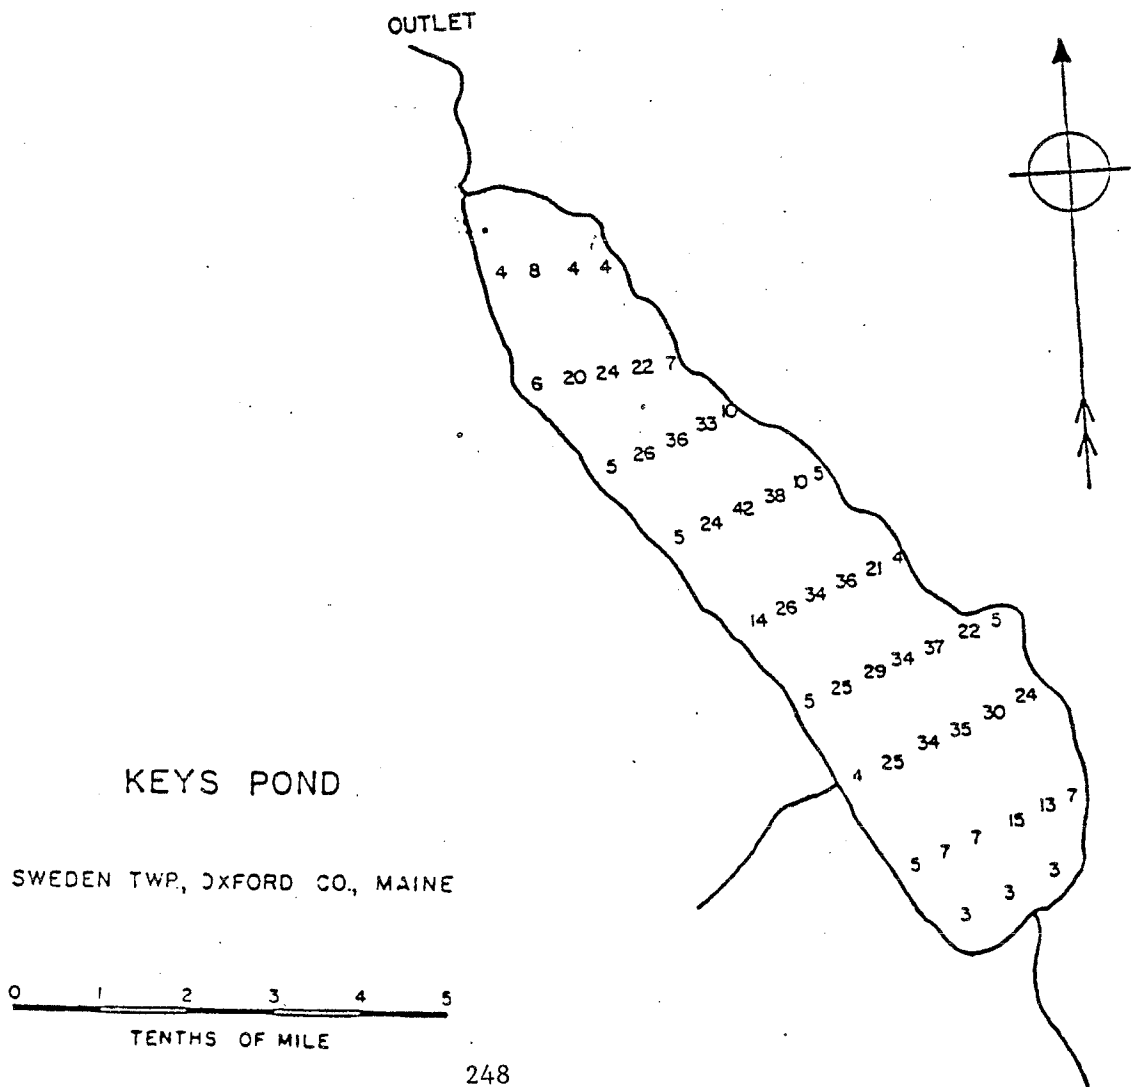 OUTLET
4 8 4 4
6 20 24 22 7
5 26 36 33 10
5 24 42 38 10 5
14 26 34 36 21 4
5 25 29 34 37 22 5
4 25 34 35 30 24
5 7 7 15 13 7
3 3 3
KEYS POND
SWEDEN TWP., OXFORD CO., MAINE
0 1 2 3 4 5
TENTHS OF MILE
248